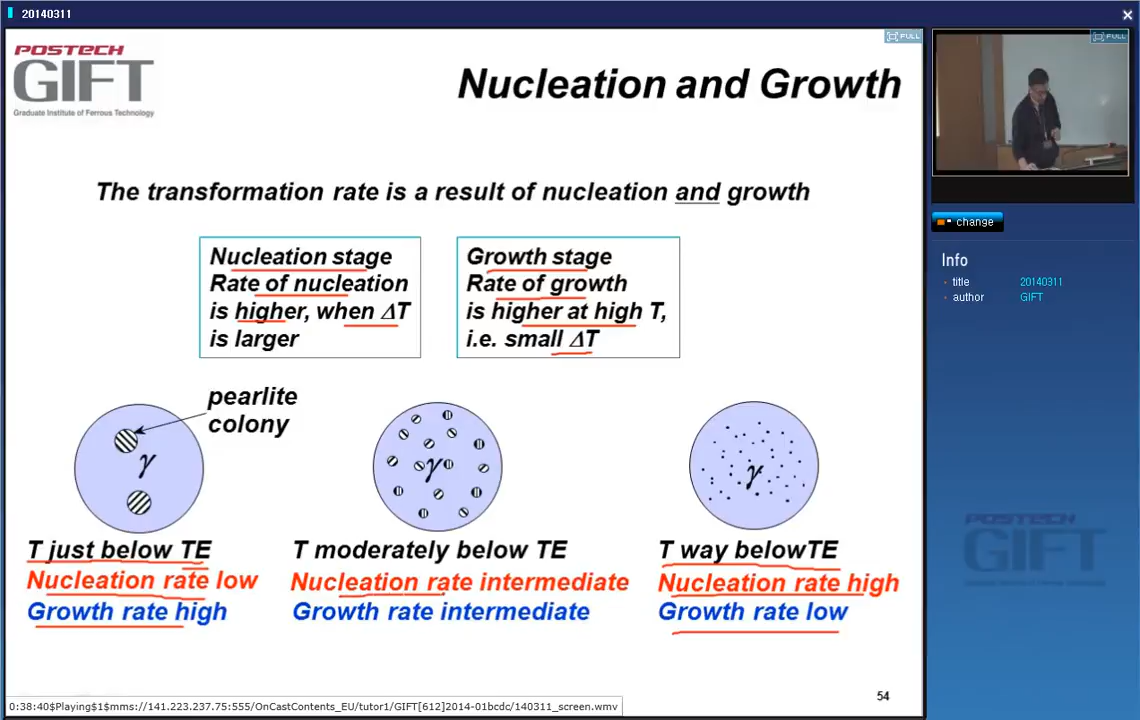 20140311
FULL
POSTECH
GIFT
Graduate Institute of Ferrous Technology
Nucleation and Growth
The transformation rate is a result of nucleation and growth
Nucleation stage
Rate of nucleation
is higher, when ΔT
is larger
Growth stage
Rate of growth
is higher at high T,
i.e. small ΔT
pearlite
colony
γ
γ
γ
T just below TE
Nucleation rate low
Growth rate high
T moderately below TE
Nucleation rate intermediate
Growth rate intermediate
T way belowTE
Nucleation rate high
Growth rate low
54
0:38:40$Playing$1$mms://141.223.237.75:555/OnCastContents_EU/tutor1/GIFT[612]2014-01bcdc/140311_screen.wmv
FULL
change
Info
title 20140311
author GIFT
POSTECH
GIFT